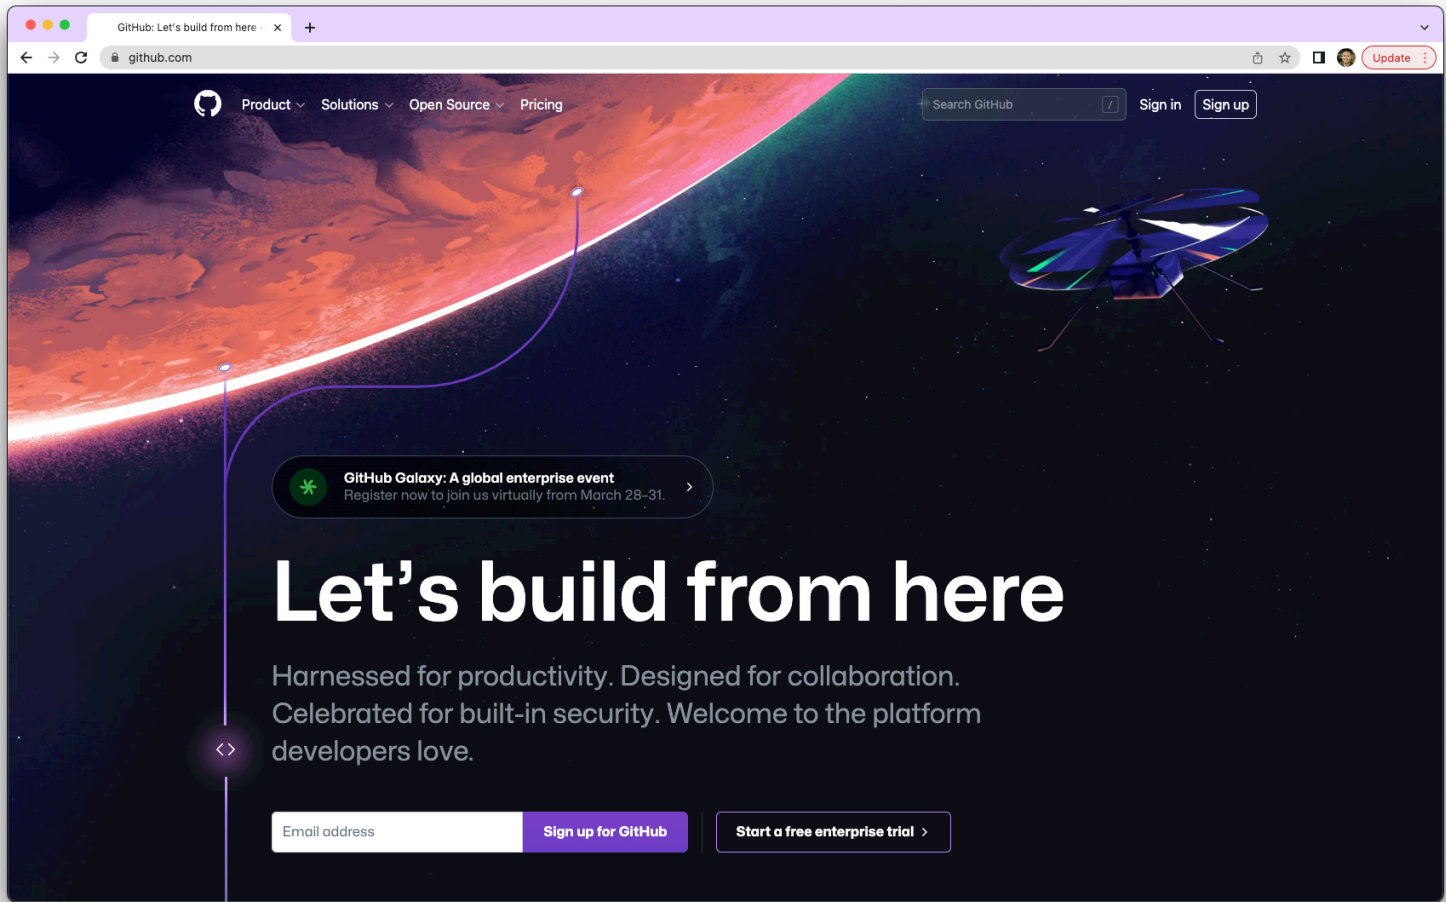 GitHub: Let's build from here ·
github.com
Update
Product
Solutions
Open Source
Pricing
Search GitHub
/
Sign in
Sign up
GitHub Galaxy: A global enterprise event
Register now to join us virtually from March 28–31.
Let’s build from here
Harnessed for productivity. Designed for collaboration.
Celebrated for built-in security. Welcome to the platform
developers love.
Email address
Sign up for GitHub
Start a free enterprise trial